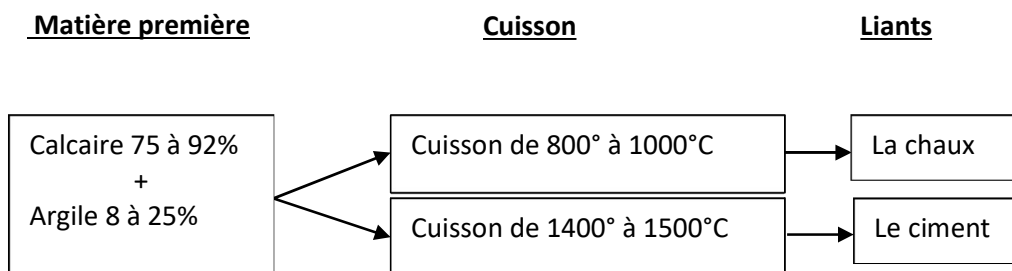 Matière première
Cuisson
Liants
Calcaire 75 à 92%
+
Argile 8 à 25%
Cuisson de 800° à 1000°C
La chaux
Cuisson de 1400° à 1500°C
Le ciment